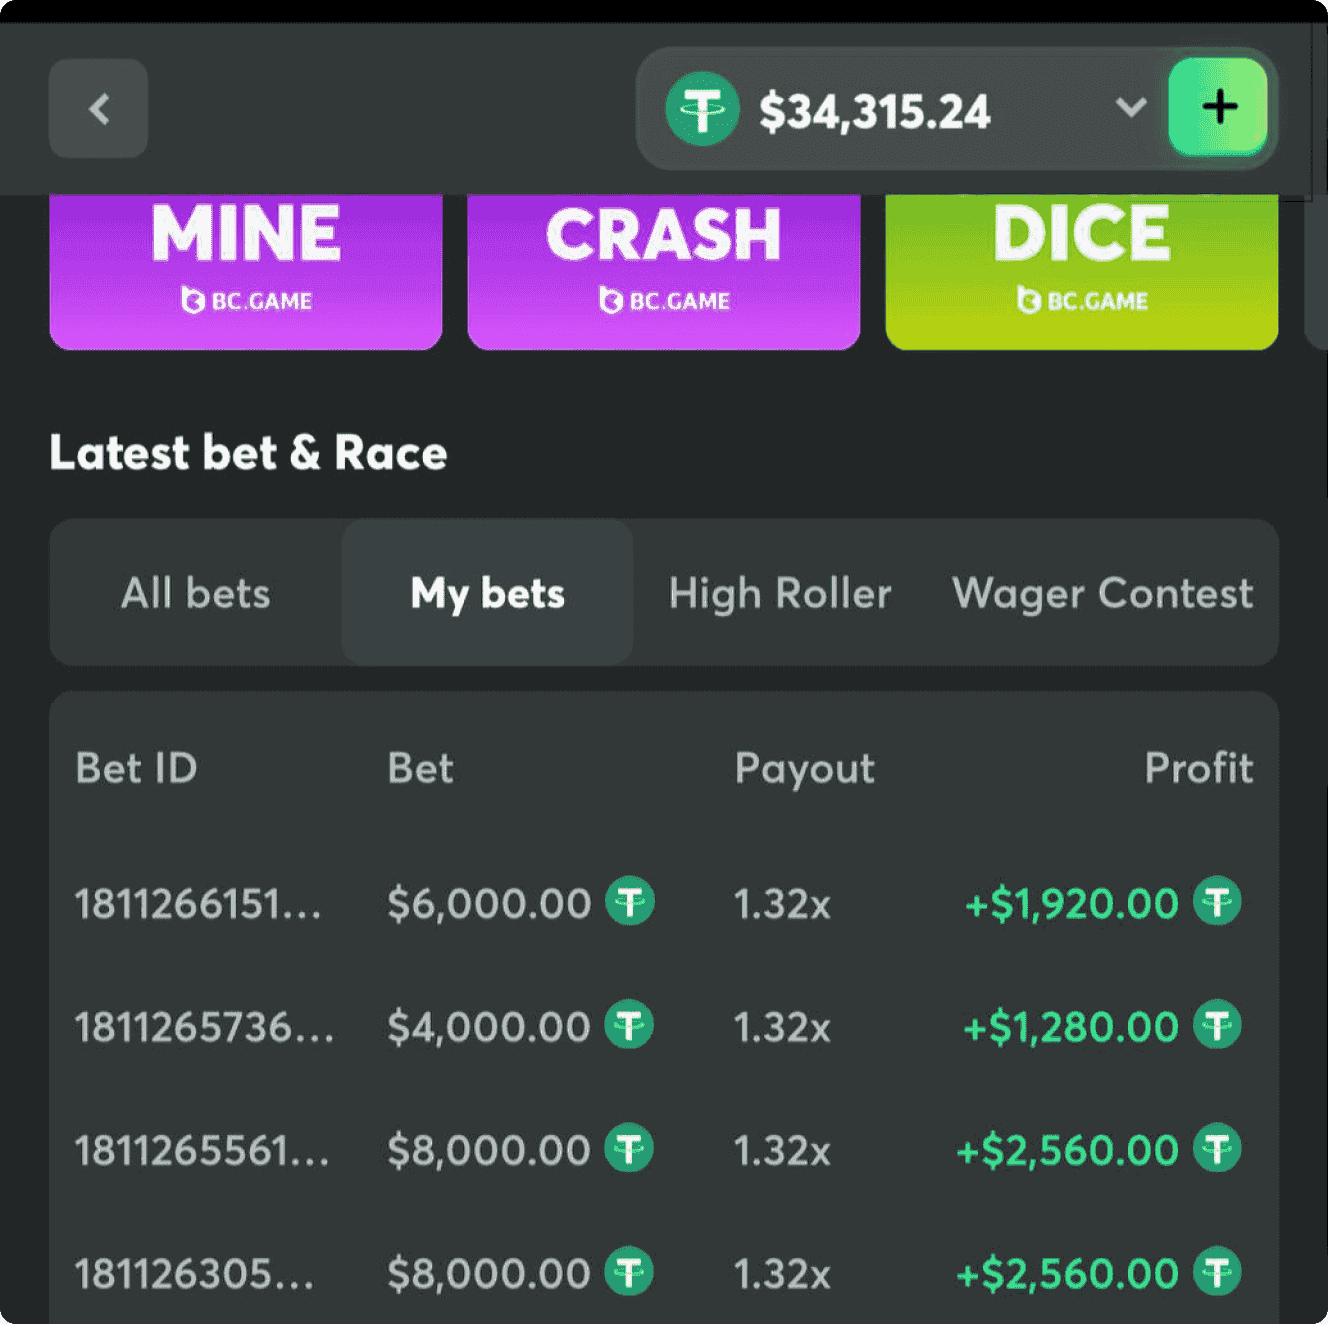 $34,315.24 +
MINE CRASH DICE
BC.GAME BC.GAME BC.GAME
Latest bet & Race
All bets My bets High Roller Wager Contest
Bet ID Bet Payout Profit
1811266151... $6,000.00 1.32x +$1,920.00
1811265736... $4,000.00 1.32x +$1,280.00
1811265561... $8,000.00 1.32x +$2,560.00
181126305... $8,000.00 1.32x +$2,560.00